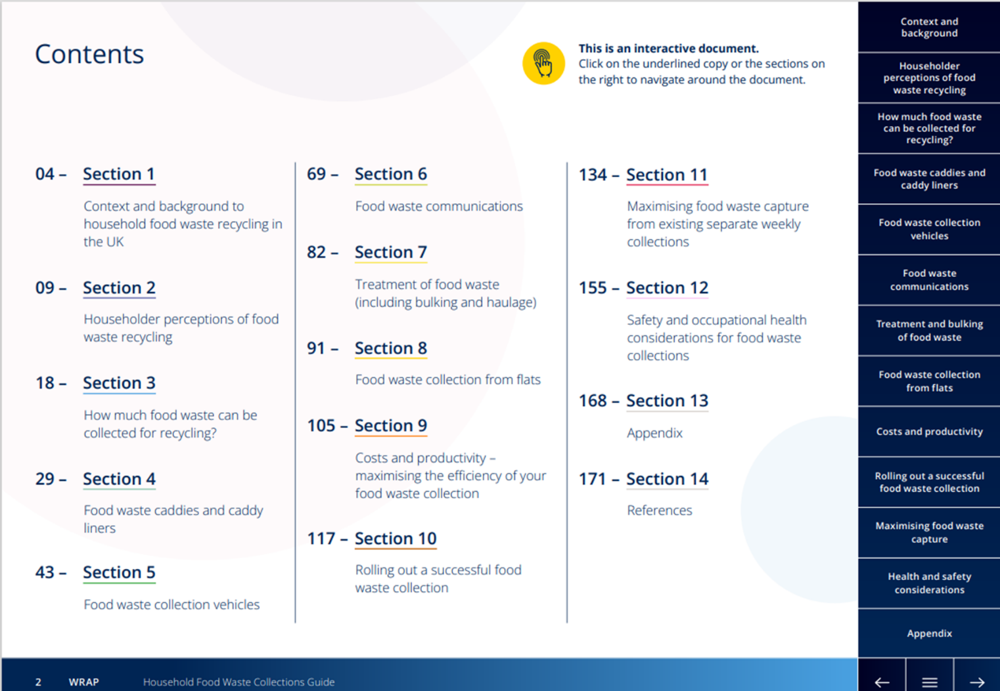 Contents
This is an interactive document.
Click on the underlined copy or the sections on
the right to navigate around the document.
04 – Section 1
Context and background to
household food waste recycling in
the UK
09 – Section 2
Householder perceptions of food
waste recycling
18 – Section 3
How much food waste can be
collected for recycling?
29 – Section 4
Food waste caddies and caddy
liners
43 – Section 5
Food waste collection vehicles
69 – Section 6
Food waste communications
82 – Section 7
Treatment of food waste
(including bulking and haulage)
91 – Section 8
Food waste collection from flats
105 – Section 9
Costs and productivity –
maximising the efficiency of your
food waste collection
117 – Section 10
Rolling out a successful food
waste collection
134 – Section 11
Maximising food waste capture
from existing separate weekly
collections
155 – Section 12
Safety and occupational health
considerations for food waste
collections
168 – Section 13
Appendix
171 – Section 14
References
Context and
background
Householder
perceptions of food
waste recycling
How much food waste
can be collected for
recycling?
Food waste caddies and
caddy liners
Food waste collection
vehicles
Food waste
communications
Treatment and bulking
of food waste
Food waste collection
from flats
Costs and productivity
Rolling out a successful
food waste collection
Maximising food waste
capture
Health and safety
considerations
Appendix
2 WRAP Household Food Waste Collections Guide